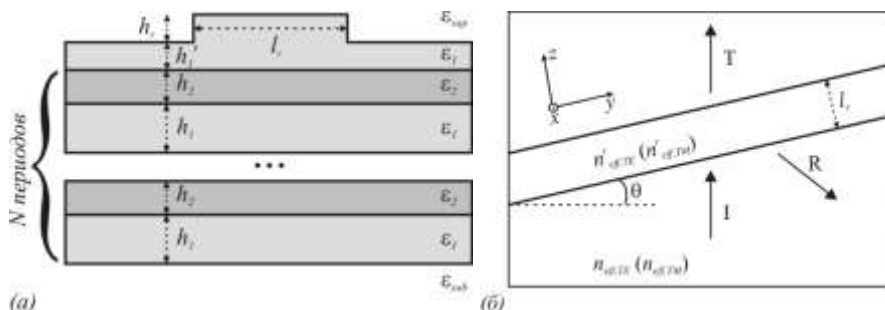 h_r
l_r
ε_sup
h_1'
ε_1
h_2
ε_2
h_1
ε_1
...
N периодов
h_2
ε_2
h_1
ε_1
ε_sub
(а)
T
z
x
y
l_r
n'_eff,TE (n'_eff,TM)
R
θ
I
n_eff,TE (n_eff,TM)
(б)